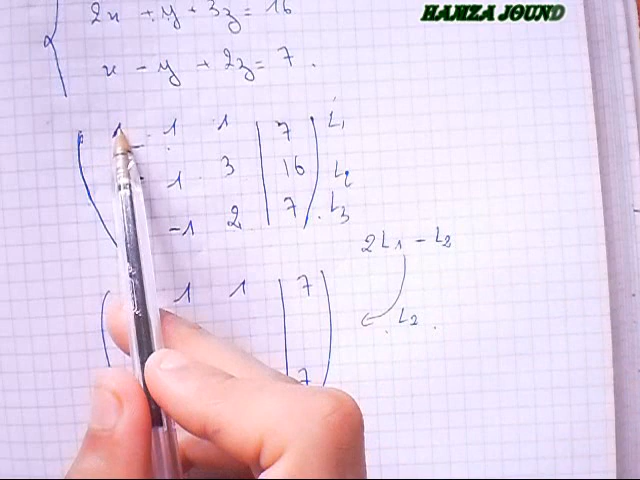 HAMZA JOUND
2x + y + 3z = 16
x - y + 2z = 7 .
1 1 1 | 7 L1
1 3 | 16 L2
-1 2 | 7 L3
2L1 - L2
1 1 | 7
L2
7